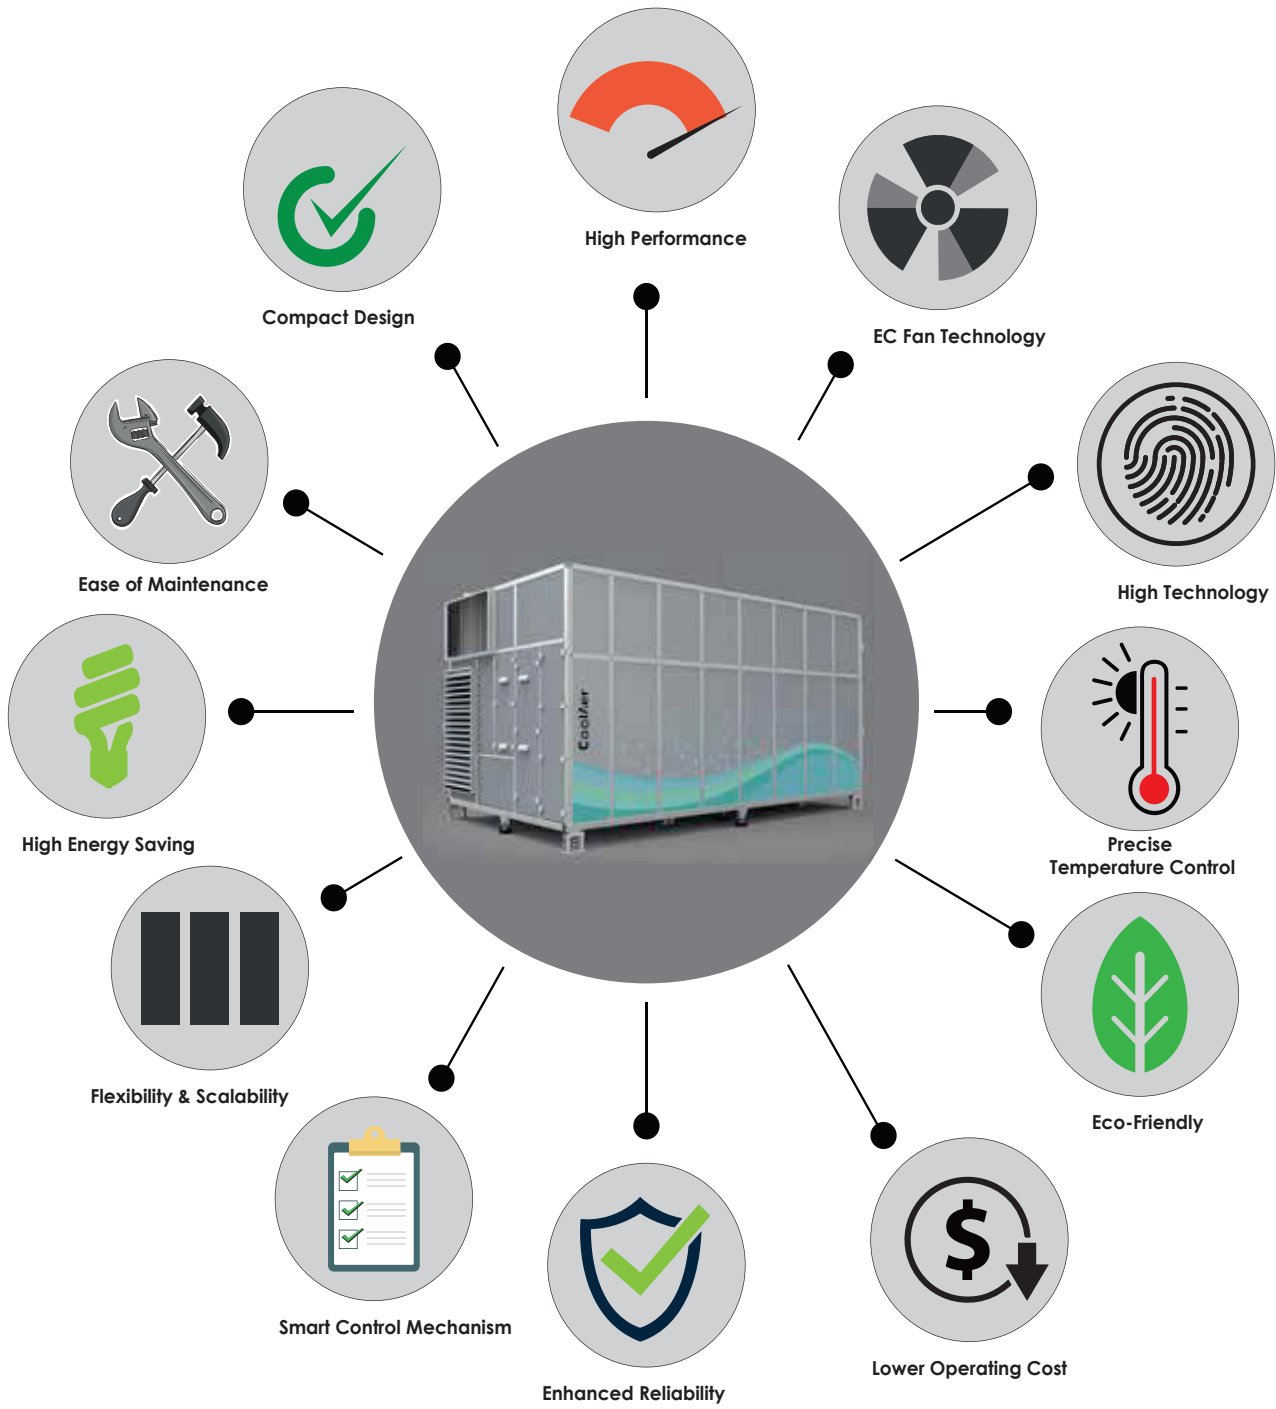 High Performance
Compact Design
EC Fan Technology
Ease of Maintenance
High Technology
CoolAer
High Energy Saving
Precise
Temperature Control
Flexibility & Scalability
Eco-Friendly
Smart Control Mechanism
Lower Operating Cost
Enhanced Reliability